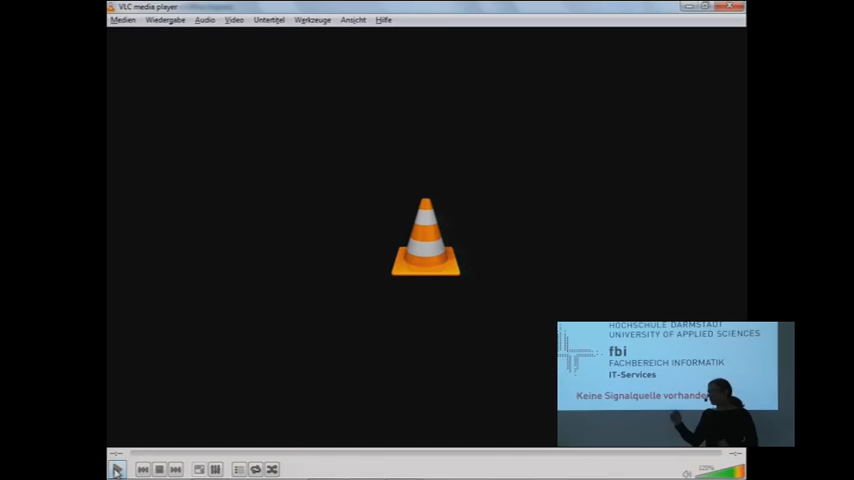 VLC media player
Medien Wiedergabe Audio Video Untertitel Werkzeuge Ansicht Hilfe
HOCHSCHULE DARMSTADT
UNIVERSITY OF APPLIED SCIENCES
fbi
FACHBEREICH INFORMATIK
IT-Services
Keine Signalquelle vorhande
--:-- --:--